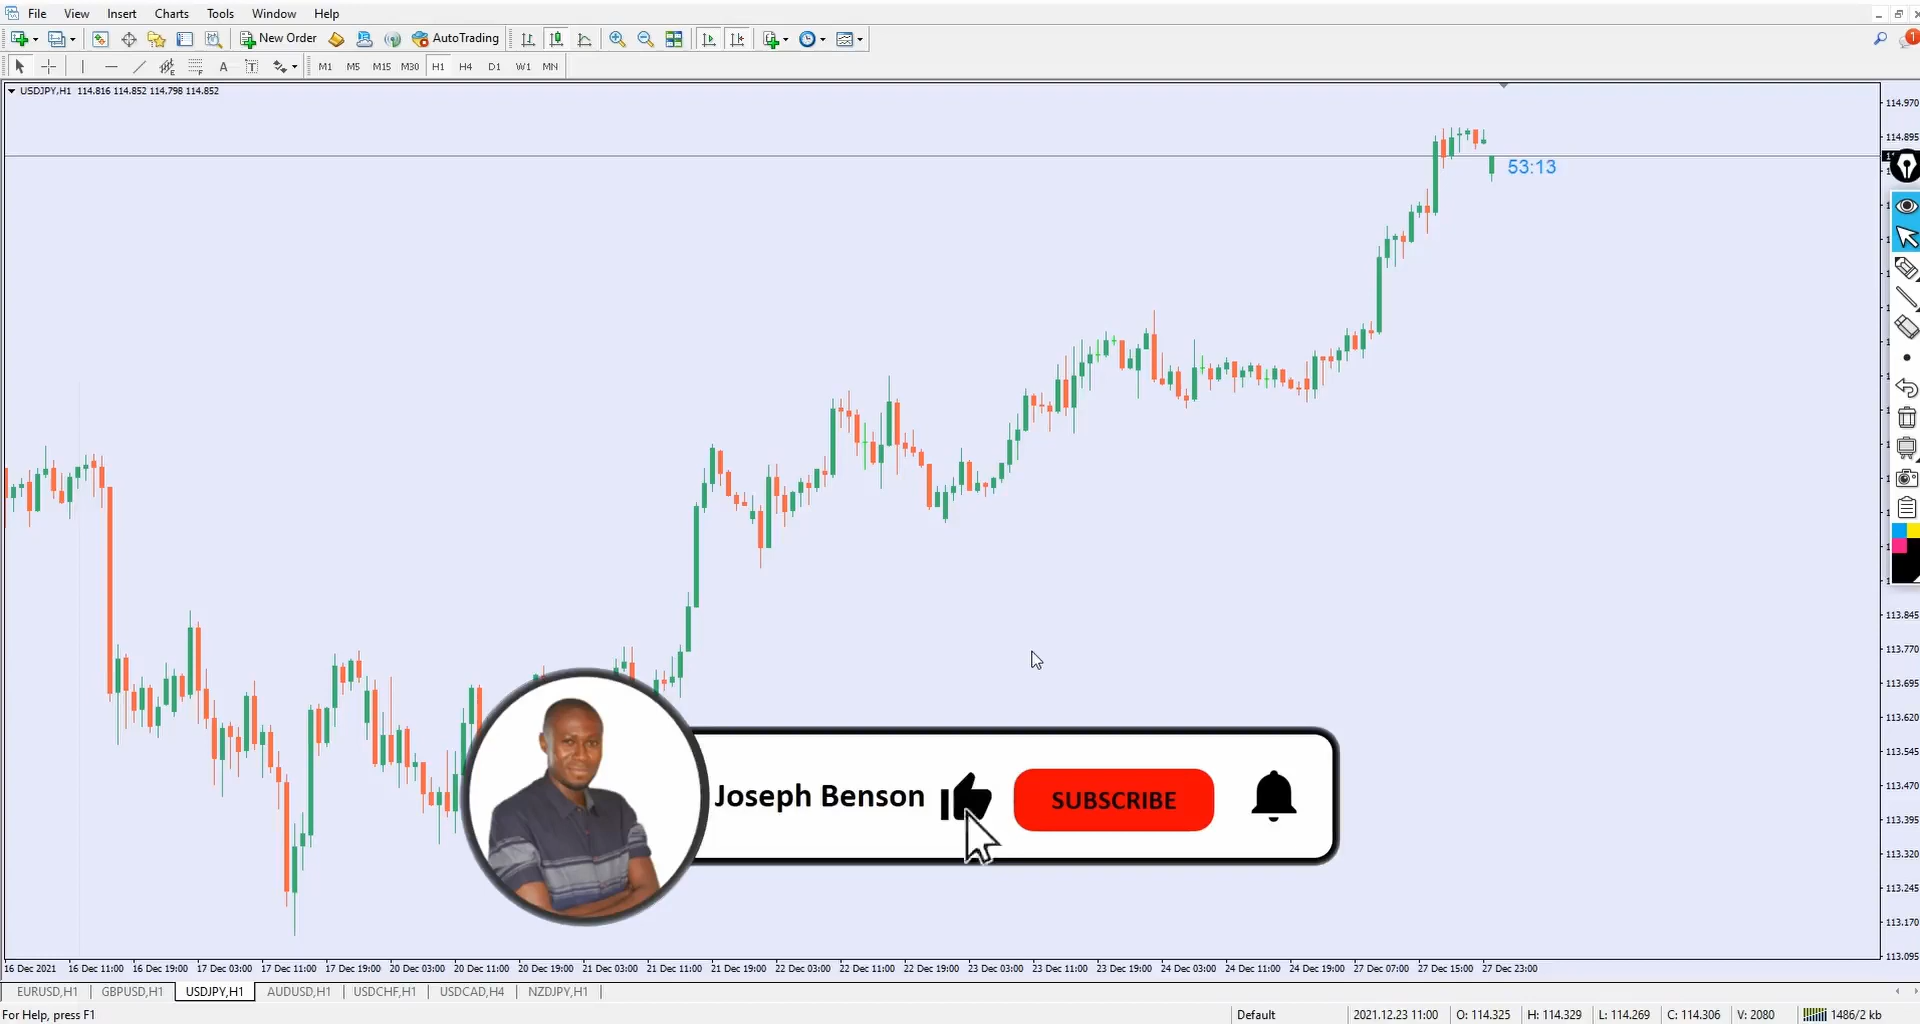 File View Insert Charts Tools Window Help
New Order AutoTrading 1
A T M1 M5 M15 M30 H1 H4 D1 W1 MN
USDJPY,H1 114.816 114.852 114.798 114.852
114.970
114.895
53:13
113.845
113.770
113.695
113.620
113.545
113.470
113.395
113.320
113.245
113.170
113.095
Joseph Benson SUBSCRIBE
16 Dec 2021 16 Dec 11:00 16 Dec 19:00 17 Dec 03:00 17 Dec 11:00 17 Dec 19:00 20 Dec 03:00 20 Dec 11:00 20 Dec 19:00 21 Dec 03:00 21 Dec 11:00 21 Dec 19:00 22 Dec 03:00 22 Dec 11:00 22 Dec 19:00 23 Dec 03:00 23 Dec 11:00 23 Dec 19:00 24 Dec 03:00 24 Dec 11:00 24 Dec 19:00 27 Dec 07:00 27 Dec 15:00 27 Dec 23:00
EURUSD,H1 GBPUSD,H1 USDJPY,H1 AUDUSD,H1 USDCHF,H1 USDCAD,H4 NZDJPY,H1
For Help, press F1 Default 2021.12.23 11:00 O: 114.325 H: 114.329 L: 114.269 C: 114.306 V: 2080 1486/2 kb